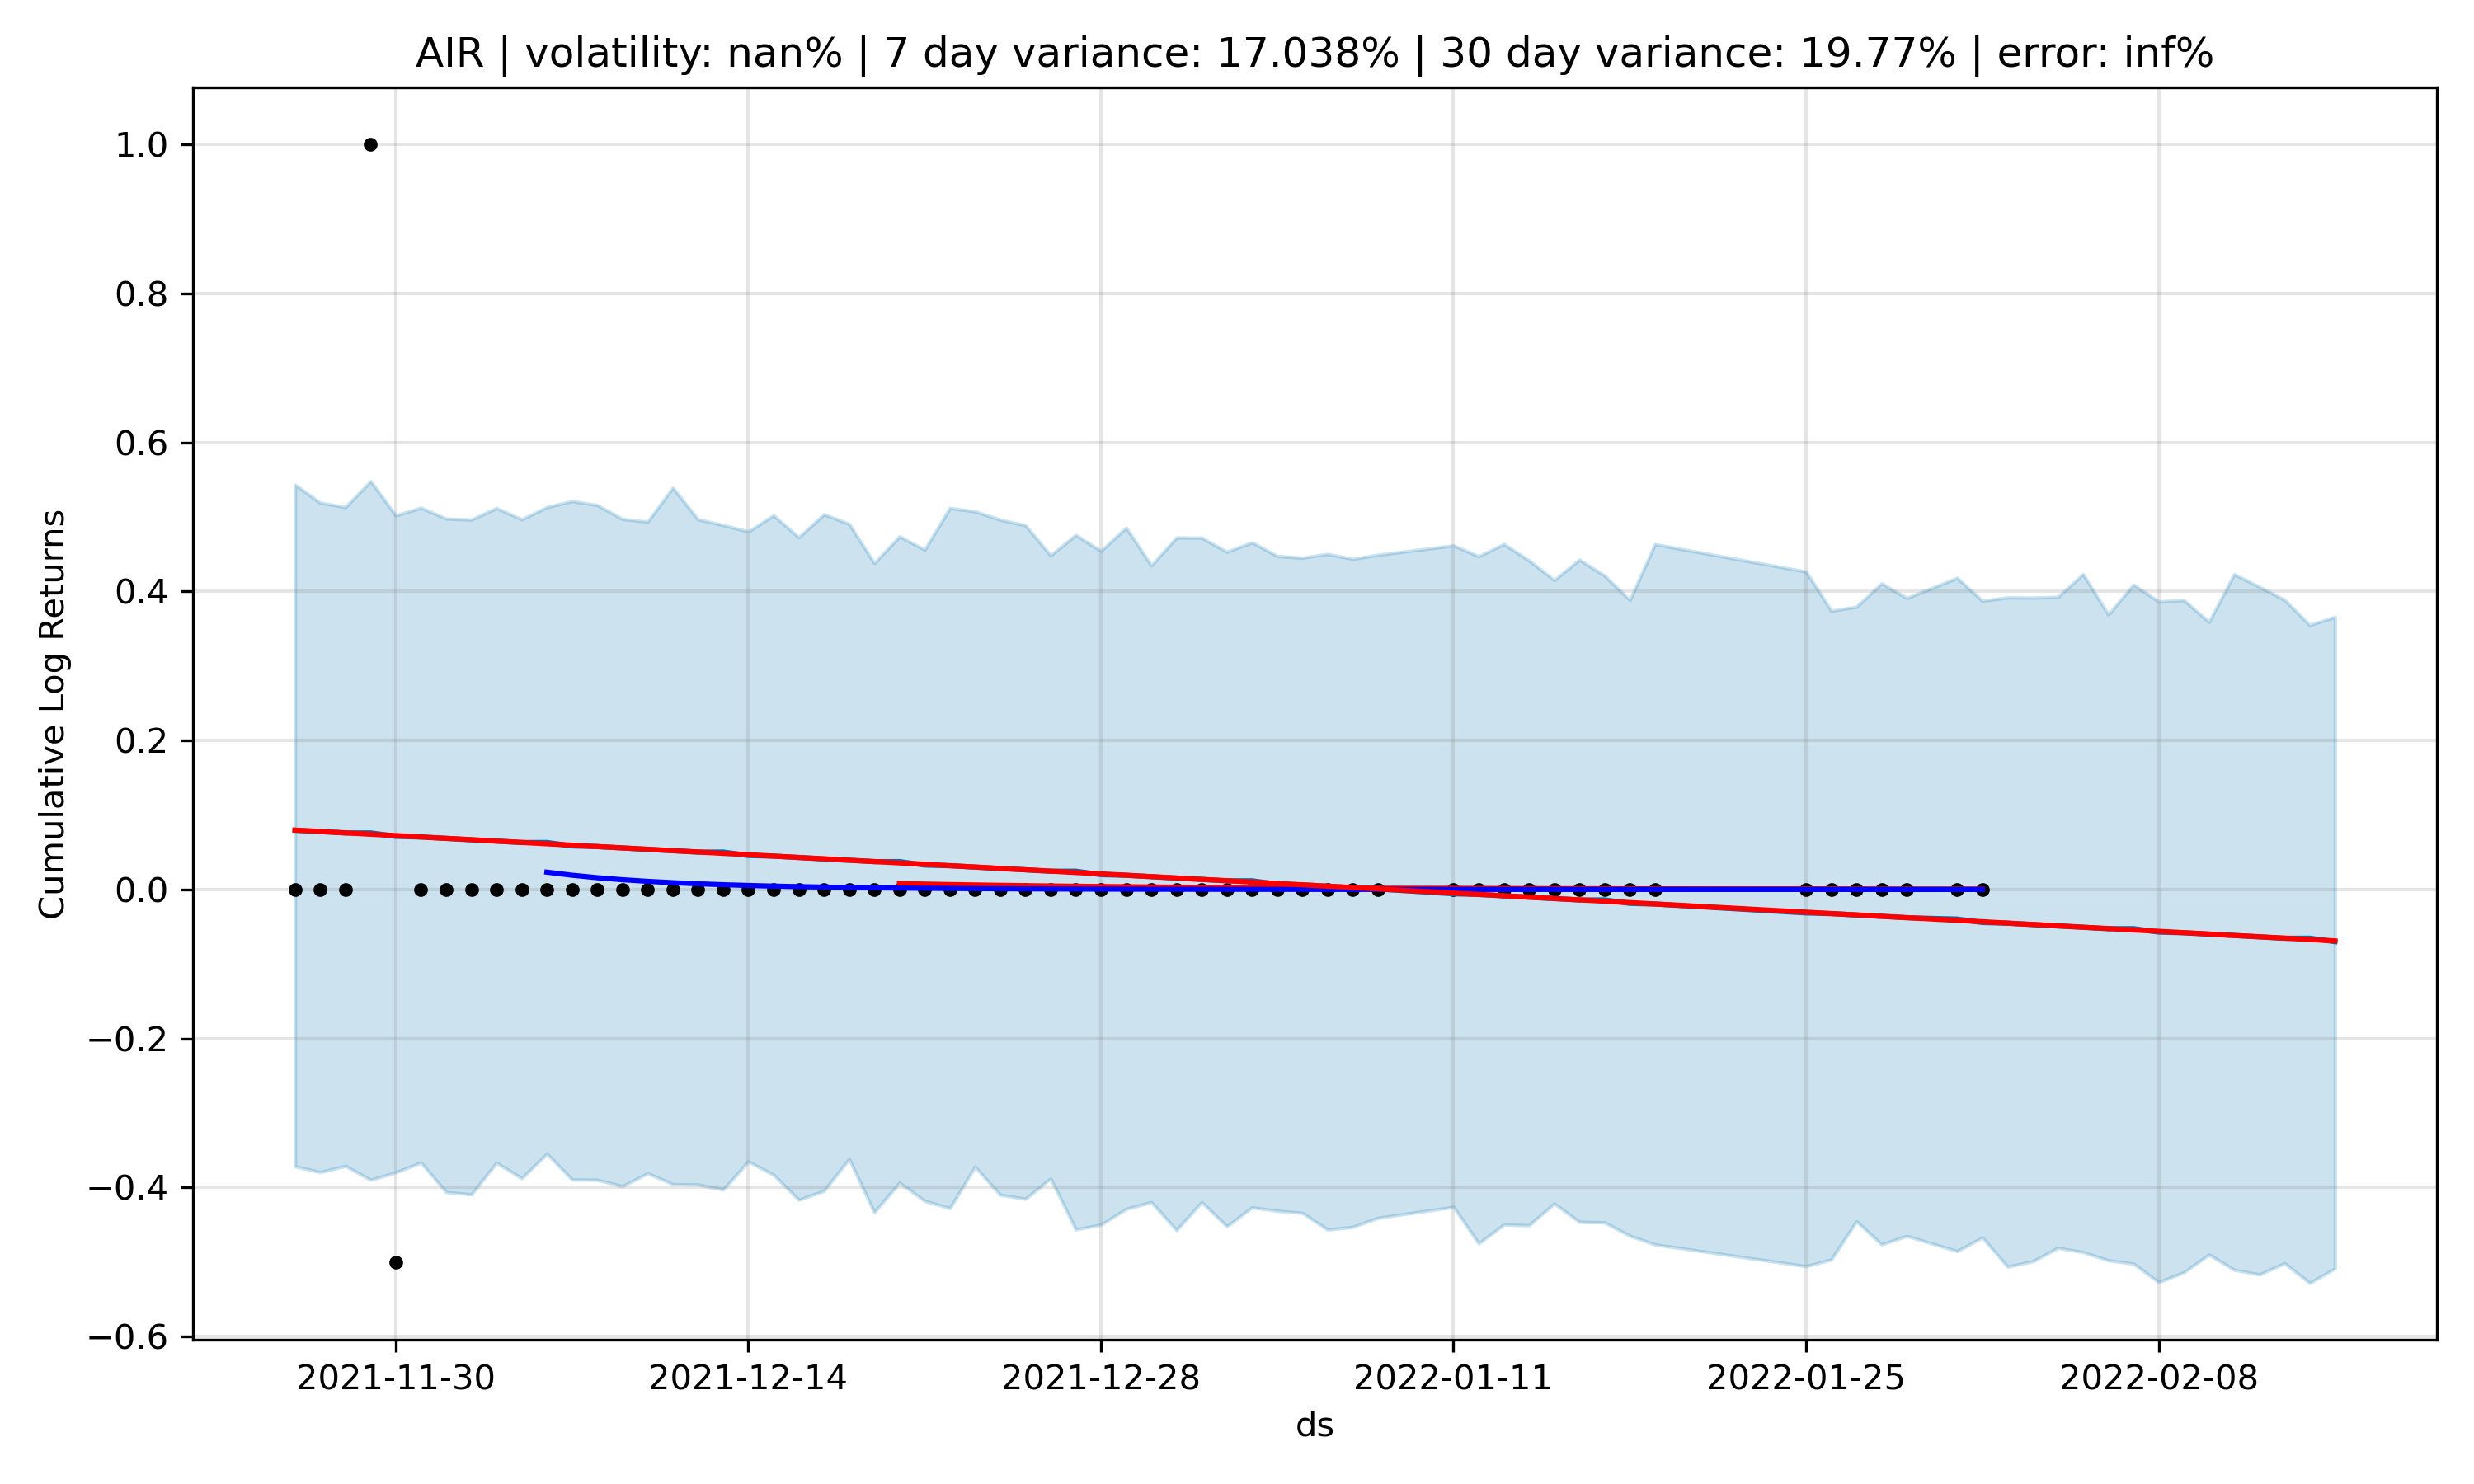 AIR | volatility: nan% | 7 day variance: 17.038% | 30 day variance: 19.77% | error: inf%
Cumulative Log Returns
1.0
0.8
0.6
0.4
0.2
0.0
−0.2
−0.4
−0.6
2021-11-30 2021-12-14 2021-12-28 2022-01-11 2022-01-25 2022-02-08
ds